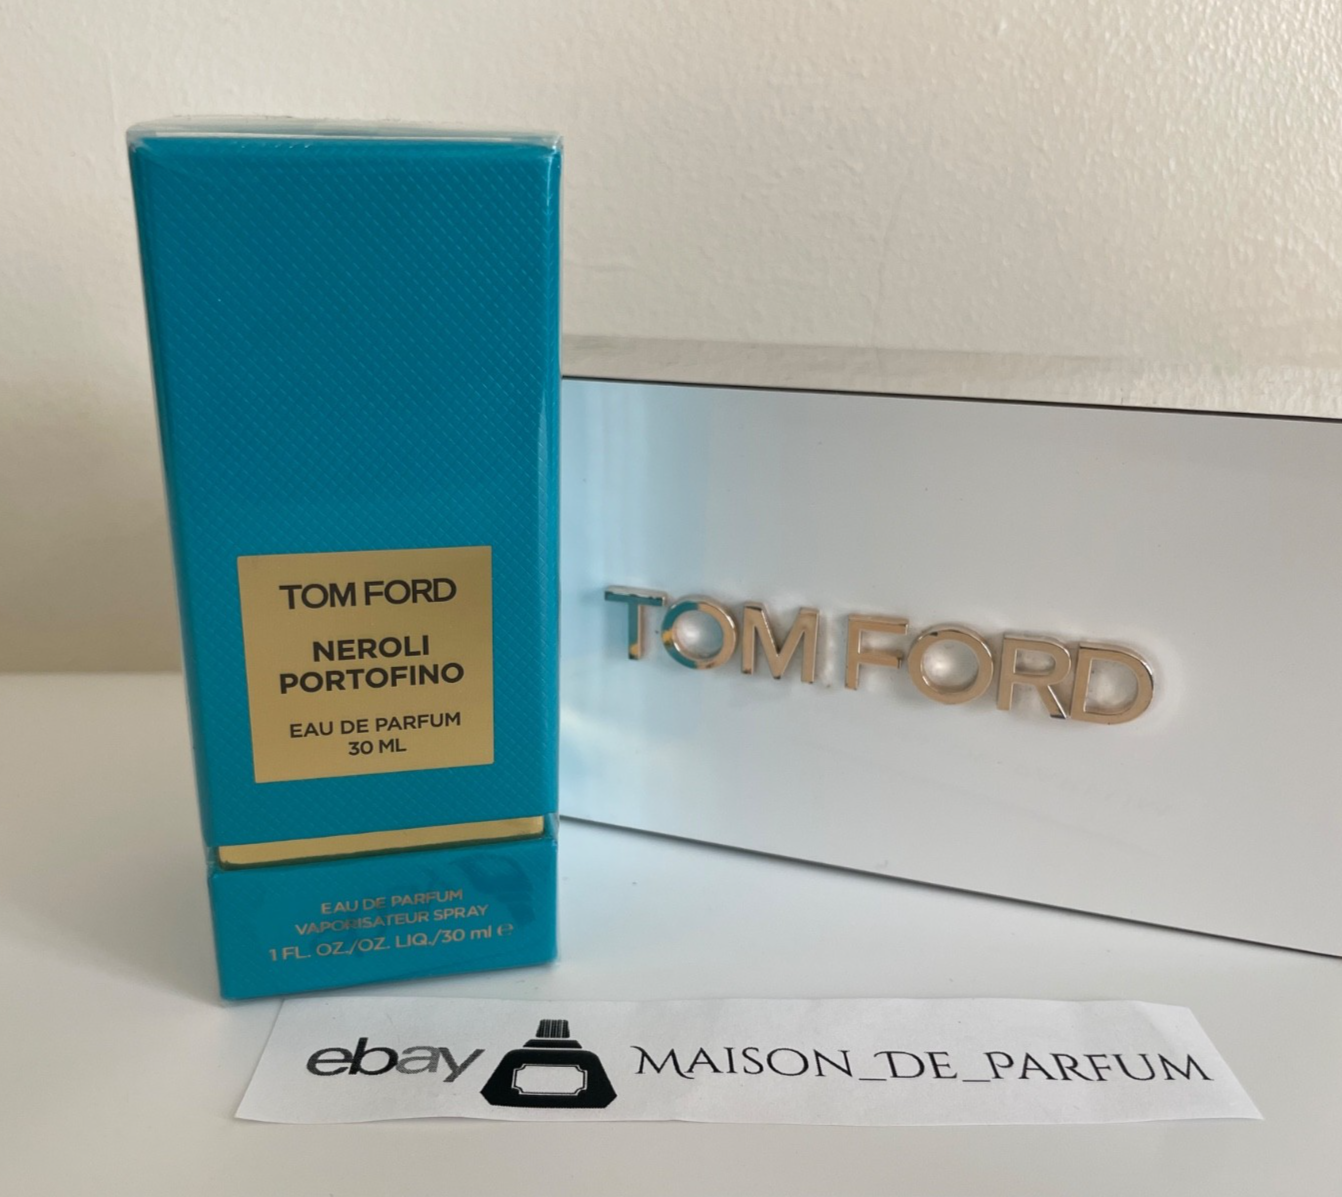 TOM FORD
NEROLI
PORTOFINO
EAU DE PARFUM
30 ML
EAU DE PARFUM
VAPORISATEUR SPRAY
1 FL. OZ./OZ. LIQ./30 ml ℮
TOM FORD
ebay MAISON_DE_PARFUM